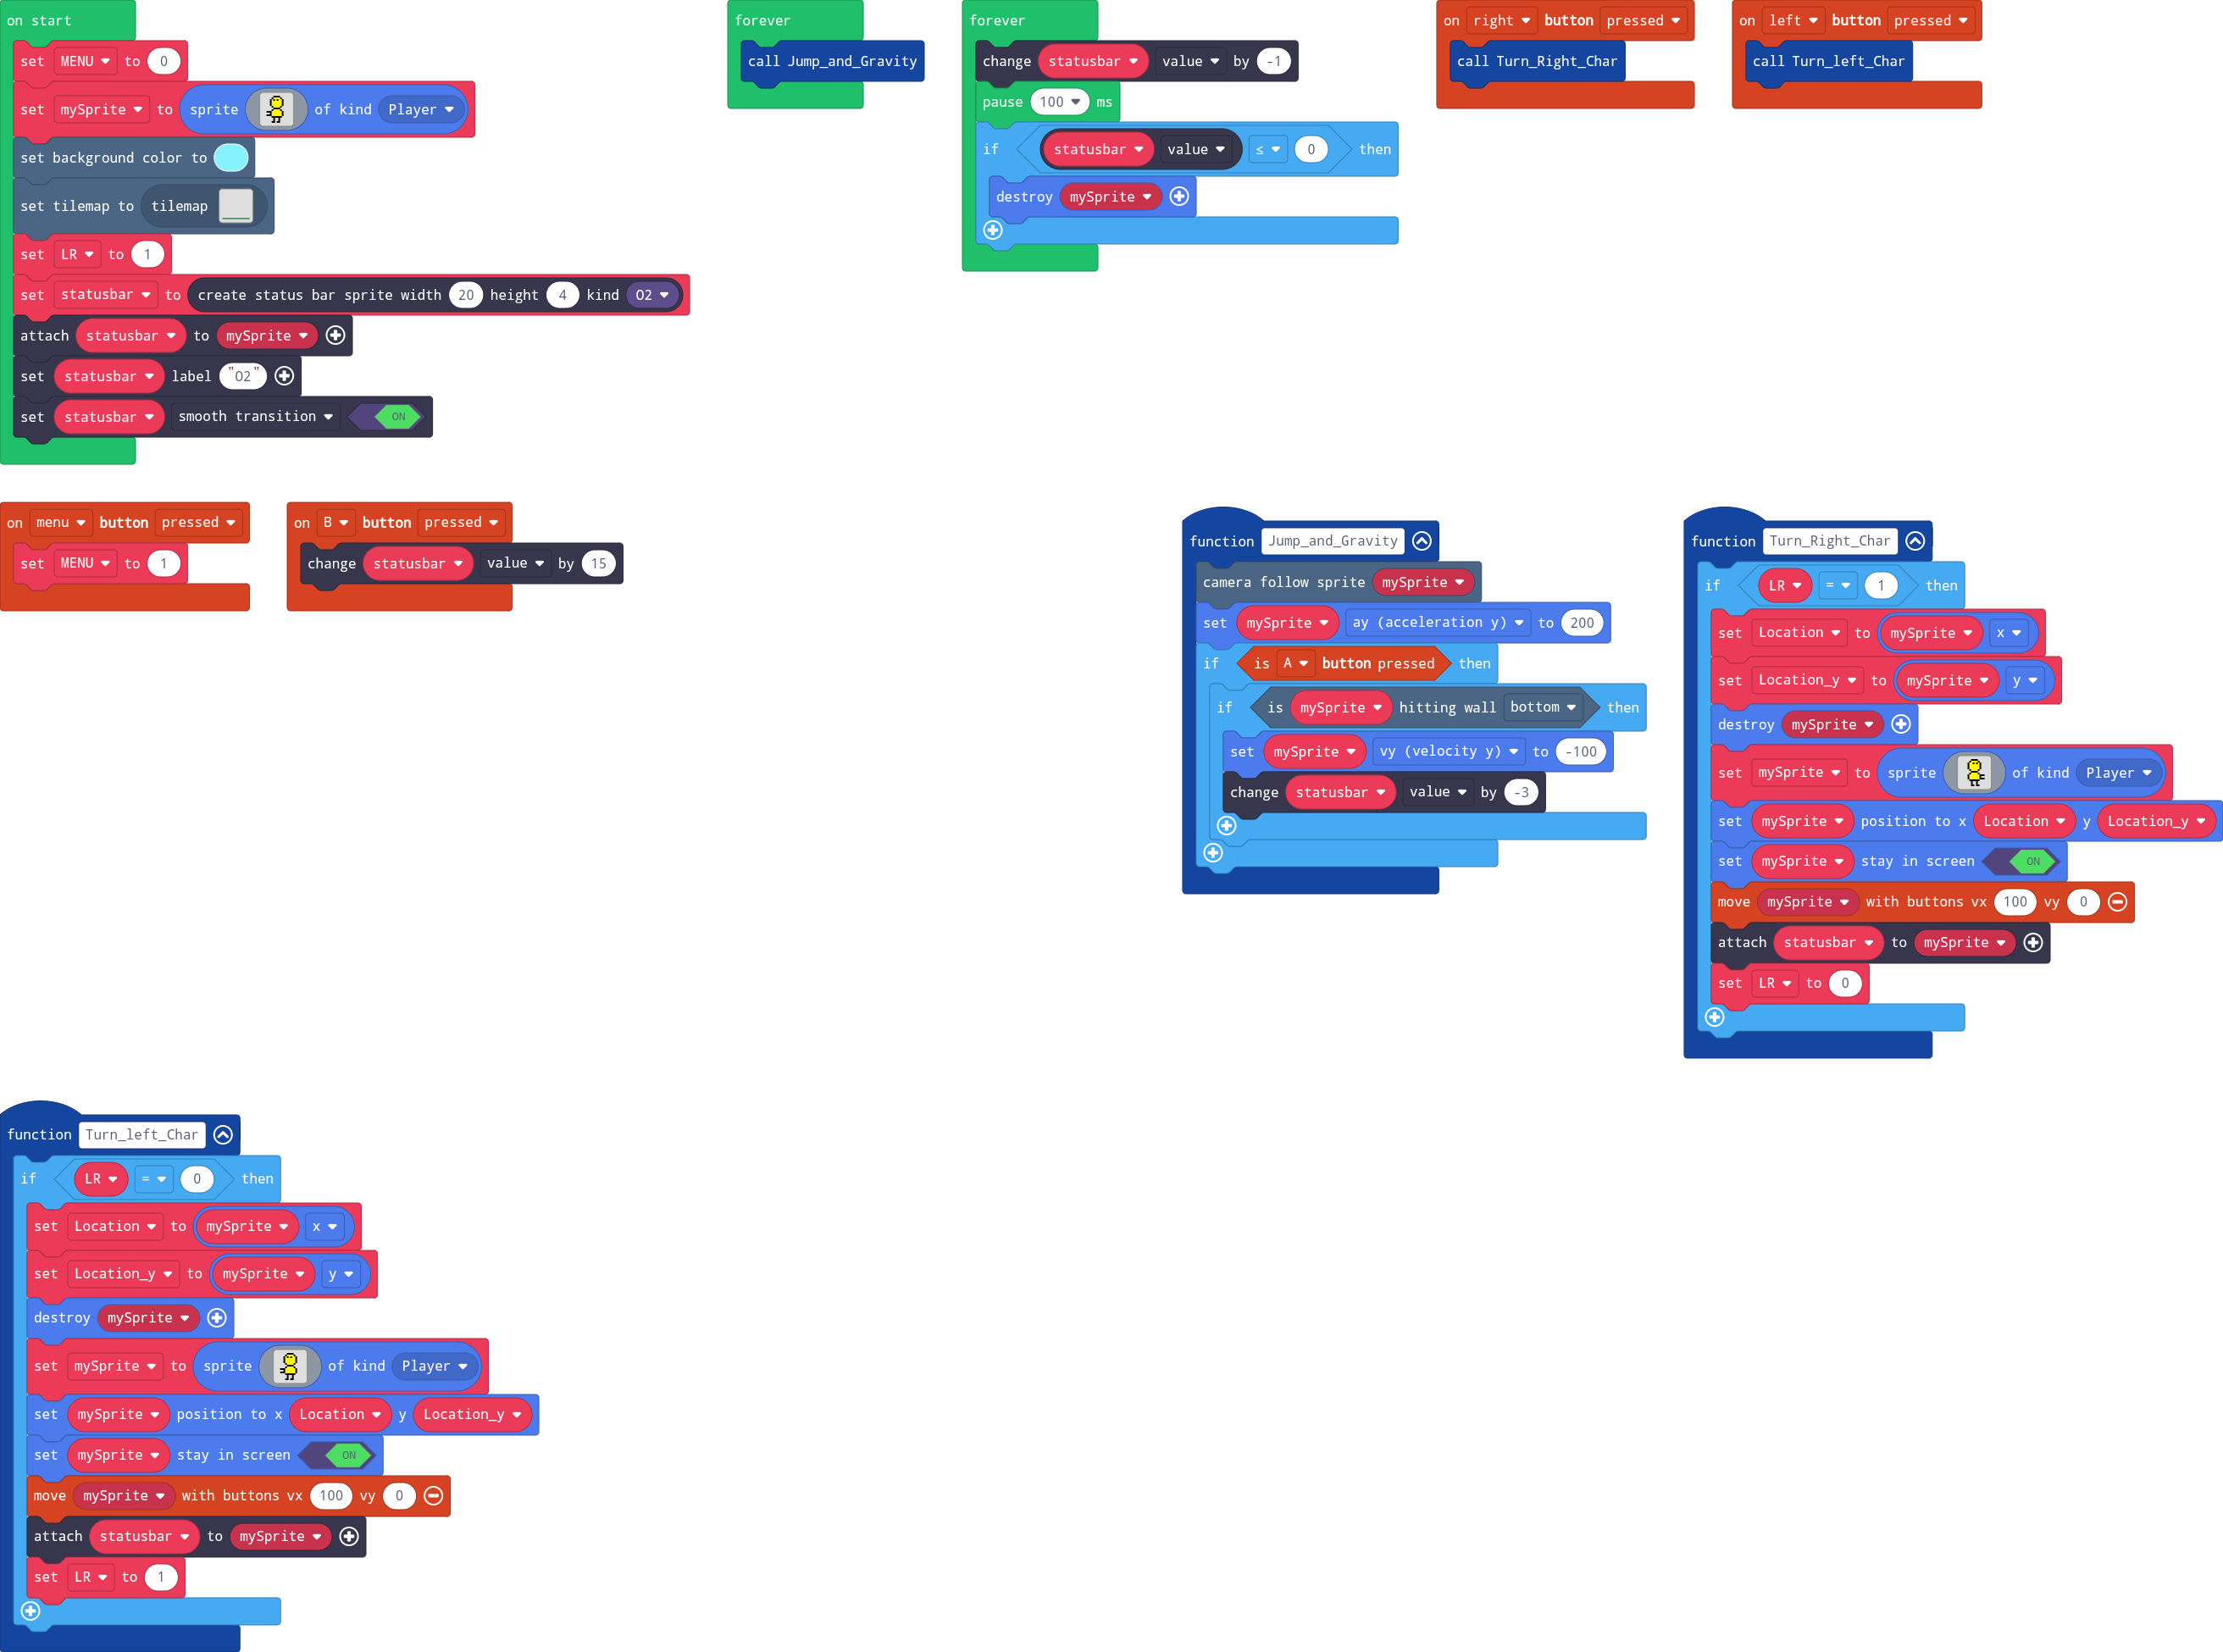 on start
set MENU to 0
set mySprite to sprite of kind Player
set background color to
set tilemap to tilemap
set LR to 1
set statusbar to create status bar sprite width 20 height 4 kind O2
attach statusbar to mySprite
set statusbar label "O2"
set statusbar smooth transition ON
forever
call Jump_and_Gravity
forever
change statusbar value by -1
pause 100 ms
if statusbar value ≤ 0 then
destroy mySprite
on right button pressed
call Turn_Right_Char
on left button pressed
call Turn_left_Char
on menu button pressed
set MENU to 1
on B button pressed
change statusbar value by 15
function Jump_and_Gravity
camera follow sprite mySprite
set mySprite ay (acceleration y) to 200
if is A button pressed then
if is mySprite hitting wall bottom then
set mySprite vy (velocity y) to -100
change statusbar value by -3
function Turn_Right_Char
if LR = 1 then
set Location to mySprite x
set Location_y to mySprite y
destroy mySprite
set mySprite to sprite of kind Player
set mySprite position to x Location y Location_y
set mySprite stay in screen ON
move mySprite with buttons vx 100 vy 0
attach statusbar to mySprite
set LR to 0
function Turn_left_Char
if LR = 0 then
set Location to mySprite x
set Location_y to mySprite y
destroy mySprite
set mySprite to sprite of kind Player
set mySprite position to x Location y Location_y
set mySprite stay in screen ON
move mySprite with buttons vx 100 vy 0
attach statusbar to mySprite
set LR to 1